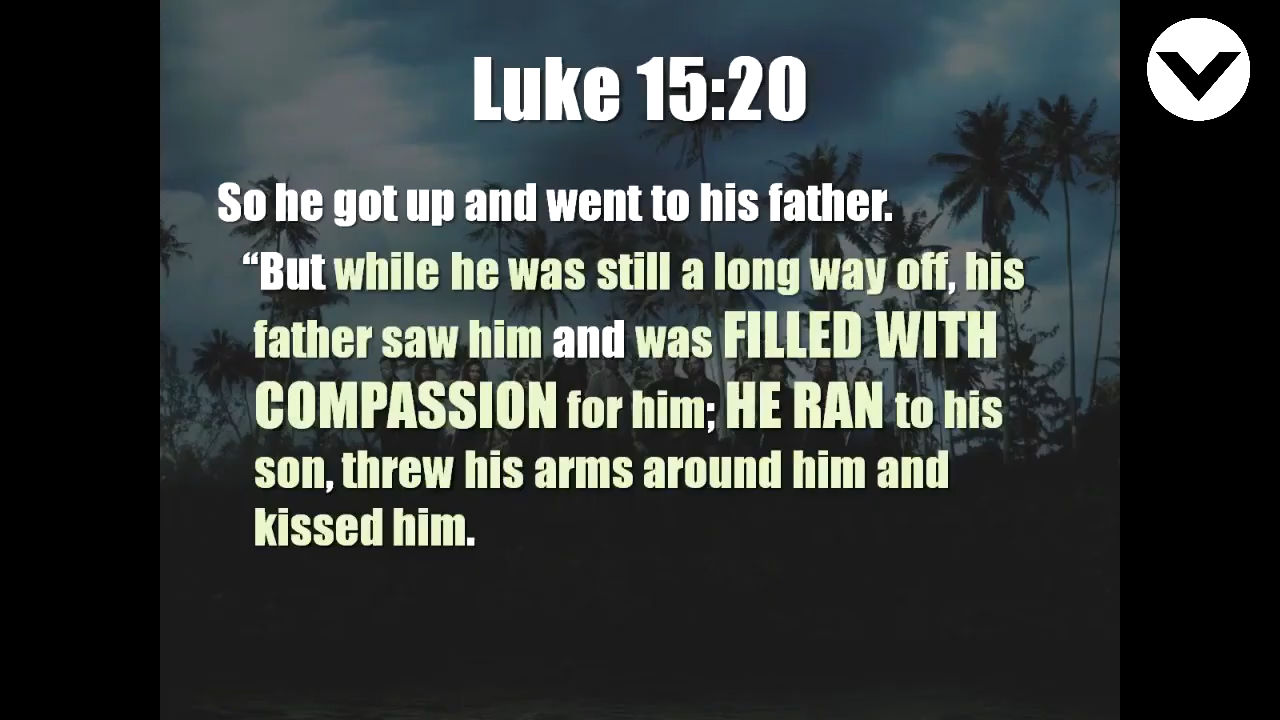 Luke 15:20
So he got up and went to his father.
“But while he was still a long way off, his
father saw him and was FILLED WITH
COMPASSION for him; HE RAN to his
son, threw his arms around him and
kissed him.